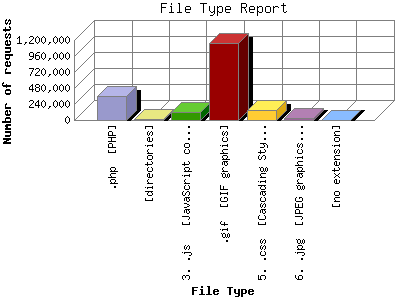 File Type Report
Number of requests
1,200,000
960,000
720,000
480,000
240,000
0
.php [PHP]
[directories]
3. .js [JavaScript co...
.gif [GIF graphics]
5. .css [Cascading Sty...
6. .jpg [JPEG graphics...
[no extension]
File Type